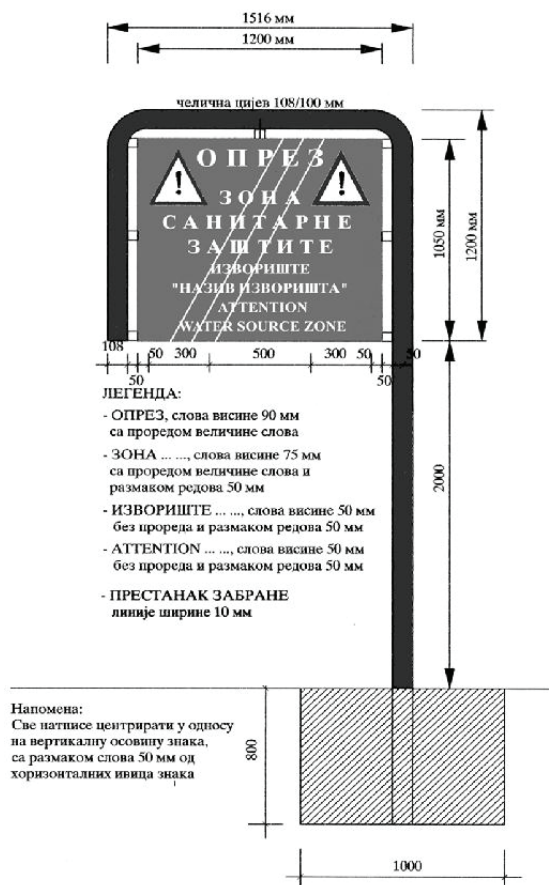 1516 мм
1200 мм
челична цијев 108/100 мм
ОПРЕЗ
ЗОНА
САНИТАРНЕ
ЗАШТИТЕ
ИЗВОРИШТЕ
"НАЗИВ ИЗВОРИШТА"
ATTENTION
WATER SOURCE ZONE
! !
1050 мм
1200 мм
108 50 300 500 300 50 50
50 50
ЛЕГЕНДА:
- ОПРЕЗ, слова висине 90 мм
са проредом величине слова
- ЗОНА ... ..., слова висине 75 мм
са проредом величине слова и
размаком редова 50 мм
- ИЗВОРИШТЕ ... ..., слова висине 50 мм
без прореда и размаком редова 50 мм
- ATTENTION ... ..., слова висине 50 мм
без прореда и размаком редова 50 мм
- ПРЕСТАНАК ЗАБРАНЕ
линије ширине 10 мм
2000
Напомена:
Све натписе центрирати у односу
на вертикалну осовину знака,
са размаком слова 50 мм од
хоризонталних ивица знака
800
1000